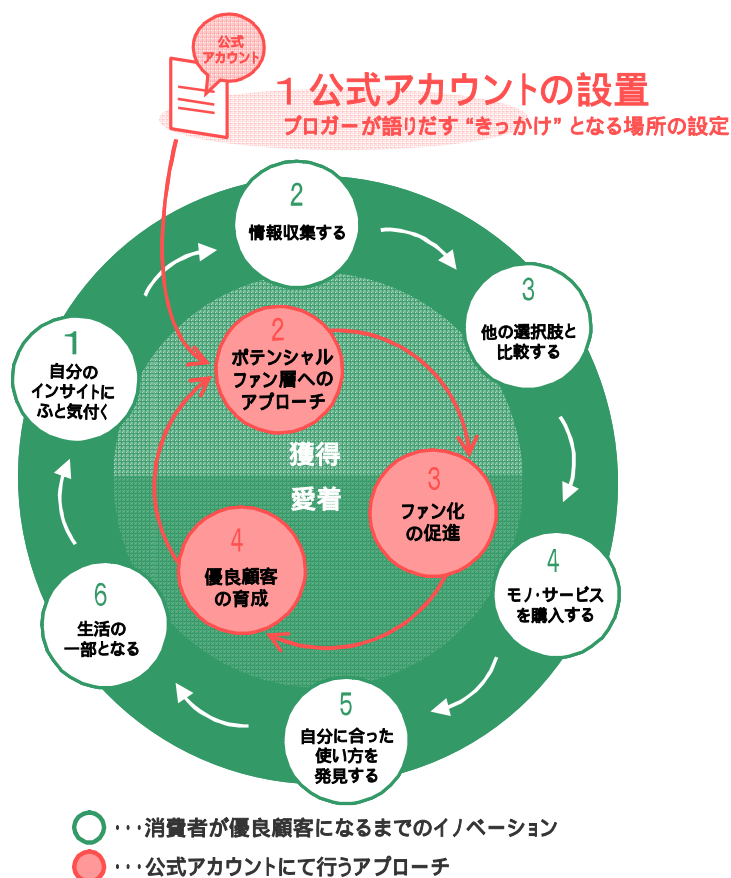 公式
アカウント
1 公式アカウントの設置
ブロガーが語りだす “きっかけ” となる場所の設定
2
情報収集する
3
他の選択肢と
比較する
1
自分の
インサイトに
ふと気付く
2
ポテンシャル
ファン層への
アプローチ
獲得
愛着
3
ファン化
の促進
4
優良顧客
の育成
4
モノ・サービス
を購入する
6
生活の
一部となる
5
自分に合った
使い方を
発見する
･･･消費者が優良顧客になるまでのイノベーション
･･･公式アカウントにて行うアプローチ